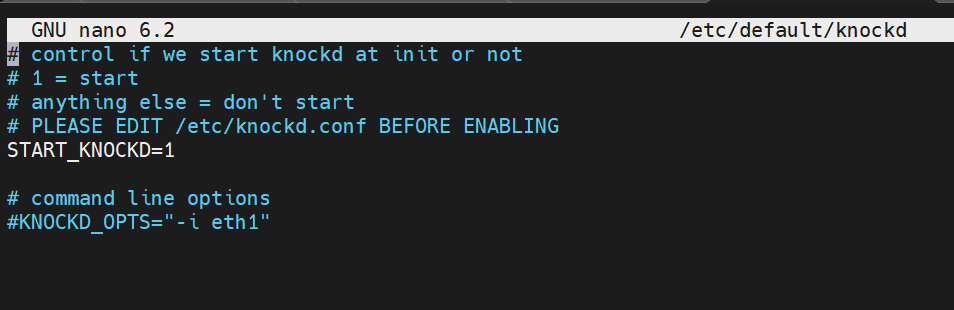 GNU nano 6.2 /etc/default/knockd
# control if we start knockd at init or not
# 1 = start
# anything else = don't start
# PLEASE EDIT /etc/knockd.conf BEFORE ENABLING
START_KNOCKD=1
# command line options
#KNOCKD_OPTS="-i eth1"